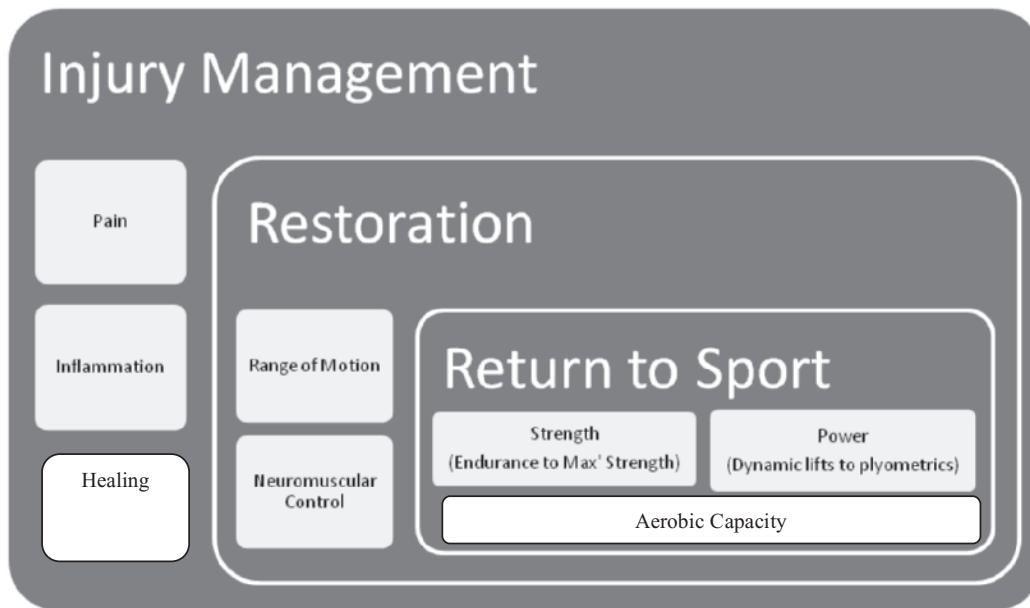 Injury Management
Pain
Inflammation
Healing
Restoration
Range of Motion
Neuromuscular
Control
Return to Sport
Strength
(Endurance to Max' Strength)
Power
(Dynamic lifts to plyometrics)
Aerobic Capacity